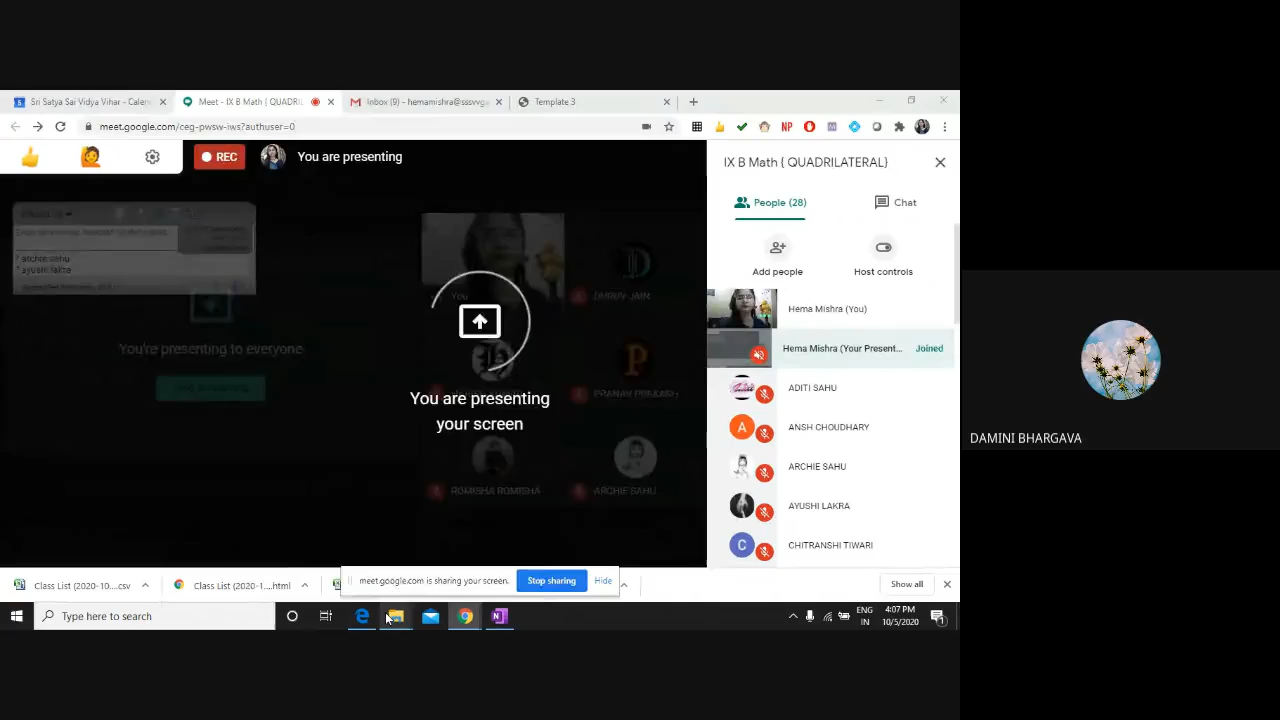 Sri Satya Sai Vidya Vihar - Calen
Meet - IX B Math { QUADRIL
Inbox (9) - hemamishra@sssvvg
Template 3
meet.google.com/ceg-pwsw-iws?authuser=0
NP
REC
You are presenting
archie sahu
ayushi lakra
You're presenting to everyone
You
D
DHRUV JAIN
You are presenting
your screen
P
PRANAV PRAKASH
ROMISHA ROMISHA
ARCHIE SAHU
IX B Math { QUADRILATERAL}
People (28)
Chat
Add people
Host controls
Hema Mishra (You)
Hema Mishra (Your Present...
Joined
ADITI SAHU
A
ANSH CHOUDHARY
ARCHIE SAHU
AYUSHI LAKRA
C
CHITRANSHI TIWARI
Class List (2020-10....csv
Class List (2020-1....html
meet.google.com is sharing your screen.
Stop sharing
Hide
Show all
Type here to search
ENG
IN
4:07 PM
10/5/2020
1
DAMINI BHARGAVA